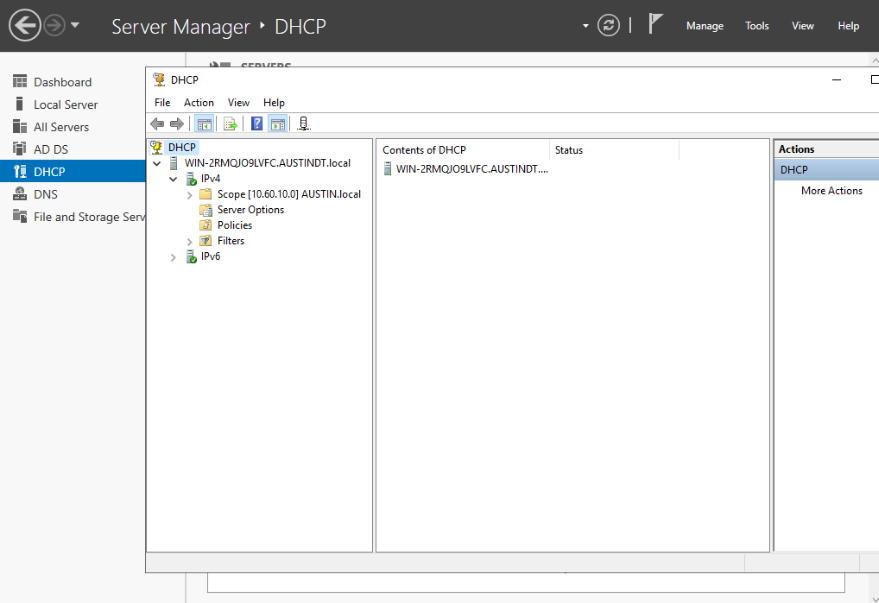 Server Manager ‣ DHCP
Manage Tools View Help
SERVERS
Dashboard
Local Server
All Servers
AD DS
DHCP
DNS
File and Storage Serv
DHCP
File Action View Help
DHCP
WIN-2RMQJO9LVFC.AUSTINDT.local
IPv4
Scope [10.60.10.0] AUSTIN.local
Server Options
Policies
Filters
IPv6
Contents of DHCP Status
WIN-2RMQJO9LVFC.AUSTINDT....
Actions
DHCP
More Actions